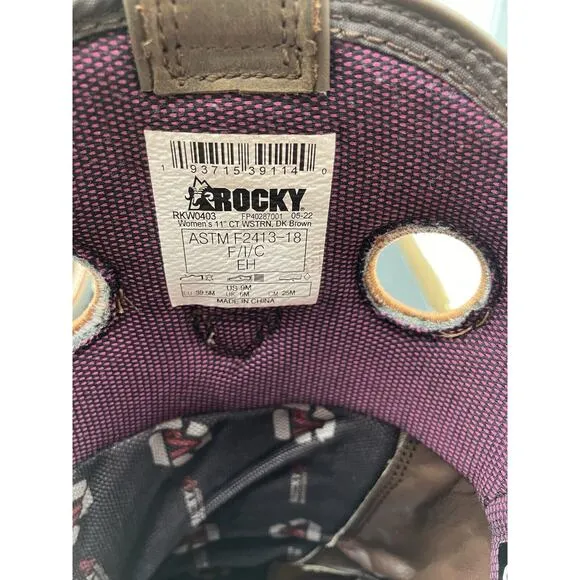 1 93715 39114 0
ROCKY
RKW0403 FP40287001 05-22
Women's 11" CT WSTRN, DK Brown
ASTM F2413-18
F/I/C
EH
US 9M
EU 39.5M UK 6M CM 25M
MADE IN CHINA